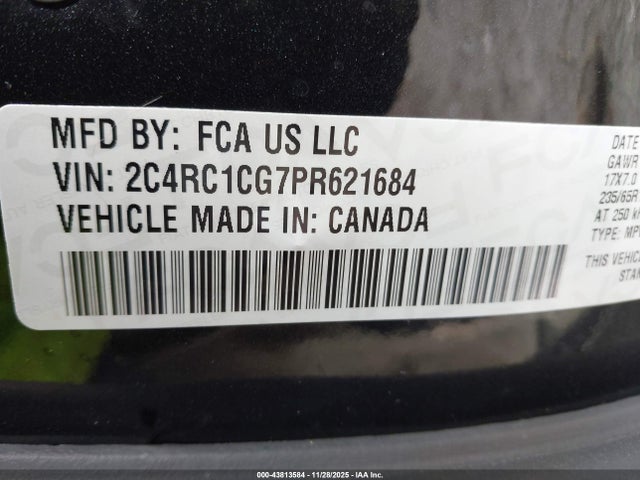 MFD BY: FCA US LLC
VIN: 2C4RC1CG7PR621684
VEHICLE MADE IN: CANADA
DATE
GAWR
17X7.0
235/65R
AT 250 k
TYPE: MP
THIS VEHIC
STAN
000-43813584 - 11/28/2025 - IAA Inc.